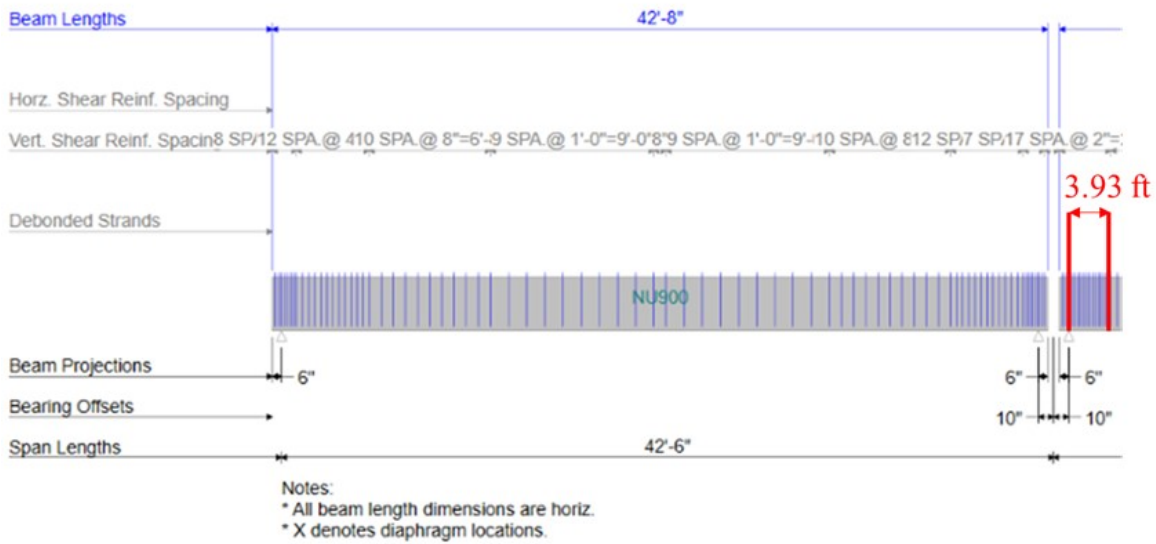 Beam Lengths
42'-8"
Horz. Shear Reinf. Spacing
Vert. Shear Reinf. Spacin8 SP/12 SPA.@ 410 SPA.@ 8"=6'-9 SPA.@ 1'-0"=9'-0"8"9 SPA.@ 1'-0"=9'-10 SPA.@ 812 SP/7 SP/17 SPA.@ 2"=
3.93 ft
Debonded Strands
NU900
Beam Projections
6"
6"
6"
Bearing Offsets
10"
10"
Span Lengths
42'-6"
Notes:
* All beam length dimensions are horiz.
* X denotes diaphragm locations.